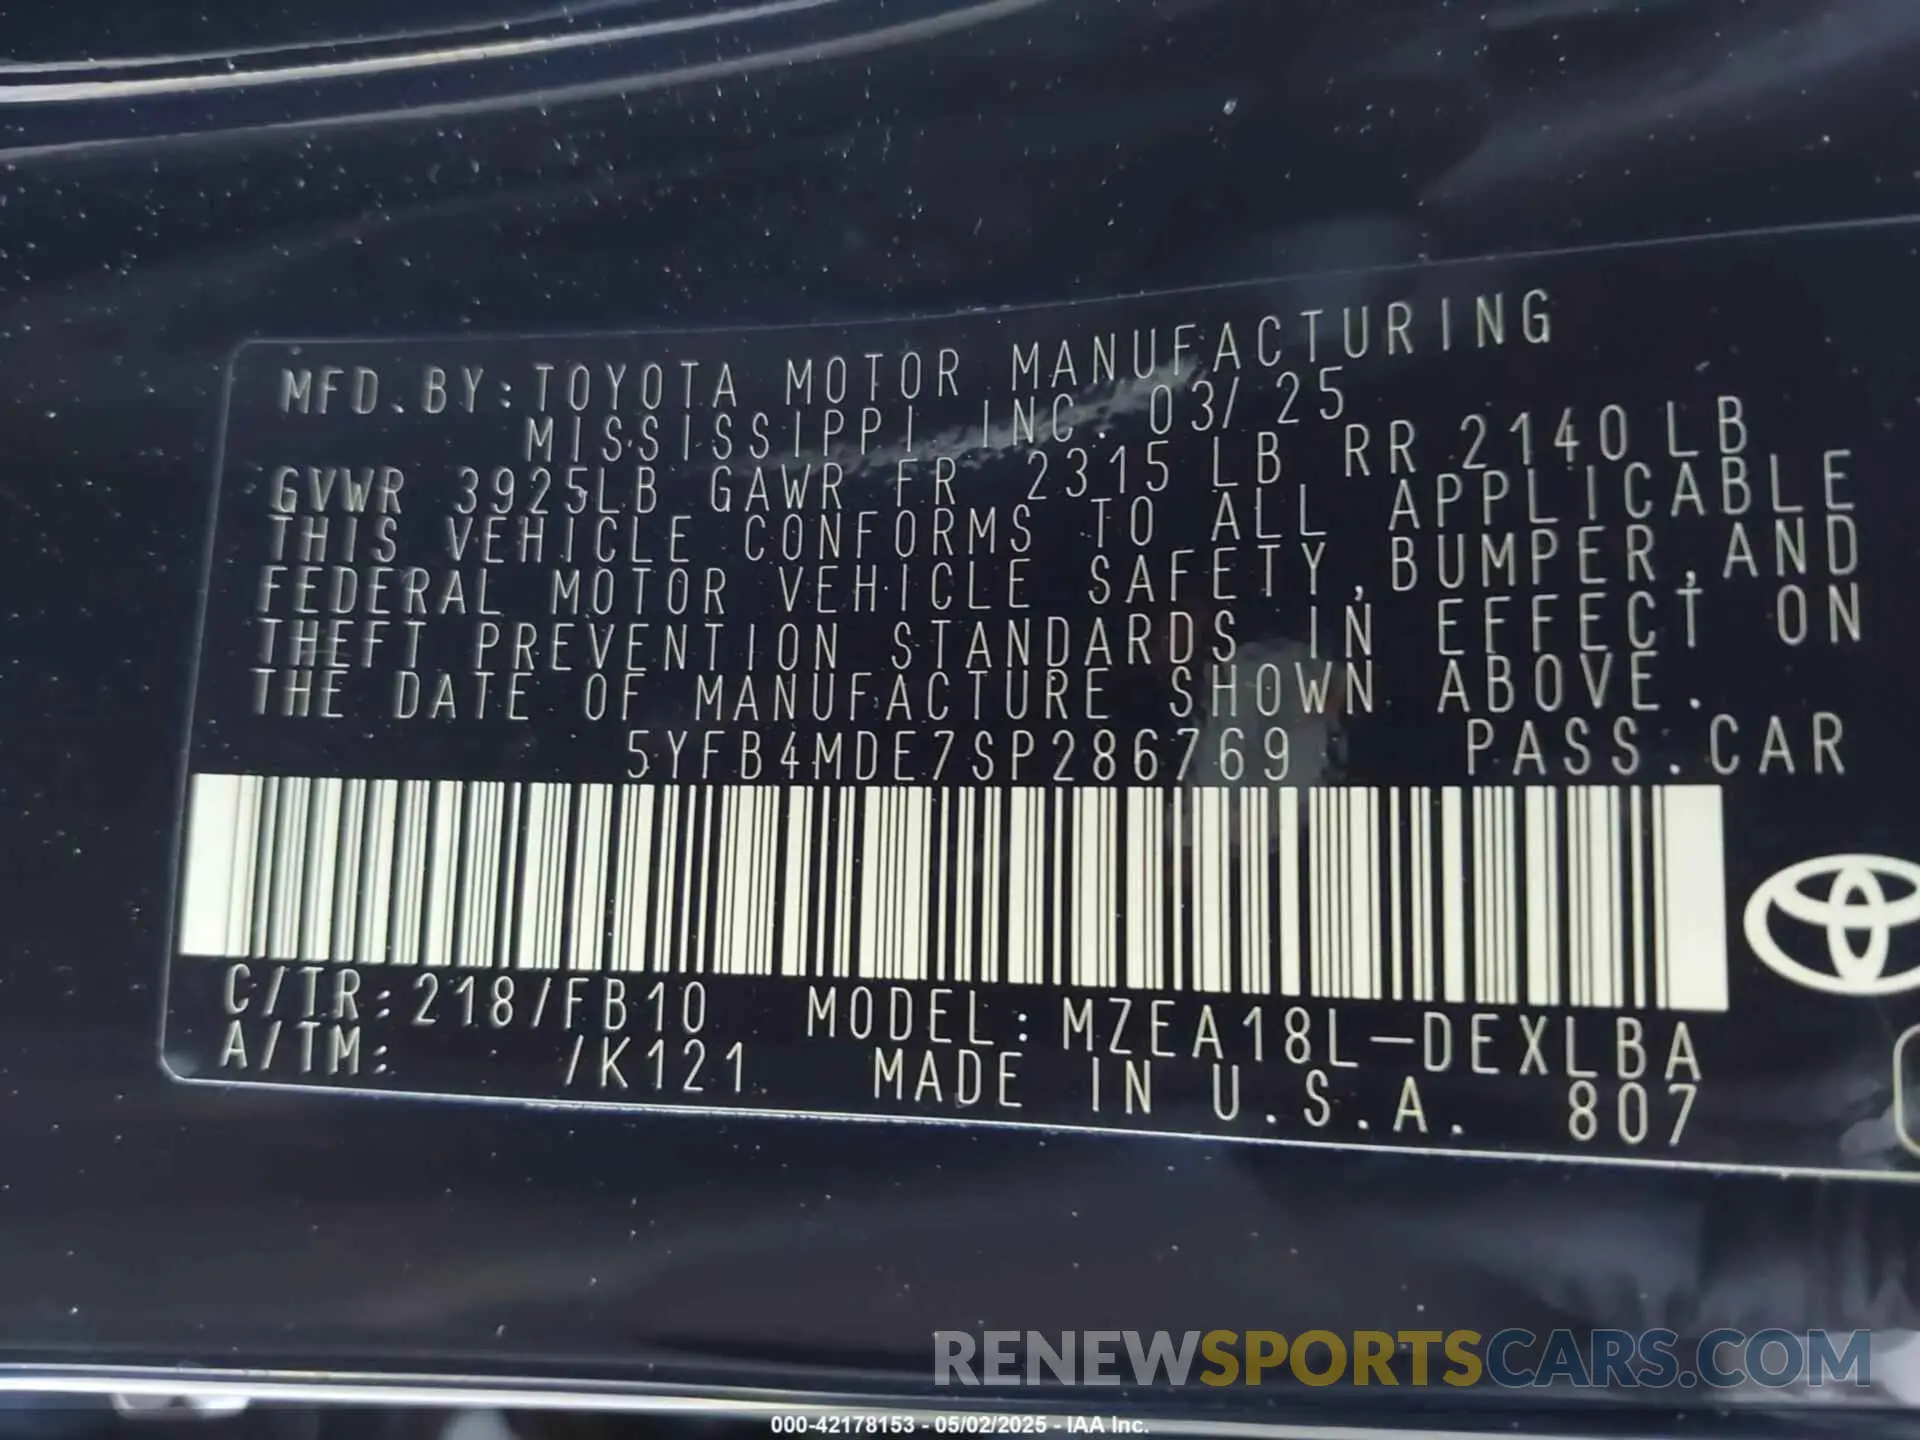 MFD.BY:TOYOTA MOTOR MANUFACTURING
MISSISSIPPI INC. 03/25
GVWR 3925LB GAWR FR 2315 LB RR 2140LB
THIS VEHICLE CONFORMS TO ALL APPLICABLE
FEDERAL MOTOR VEHICLE SAFETY,BUMPER,AND
THEFT PREVENTION STANDARDS IN EFFECT ON
THE DATE OF MANUFACTURE SHOWN ABOVE.
5YFB4MDE7SP286769 PASS.CAR
C/TR:218/FB10 MODEL:MZEA18L-DEXLBA
A/TM: /K121 MADE IN U.S.A. 807
RENEWSPORTSCARS.COM
000-42178153 - 05/02/2025 - IAA Inc.